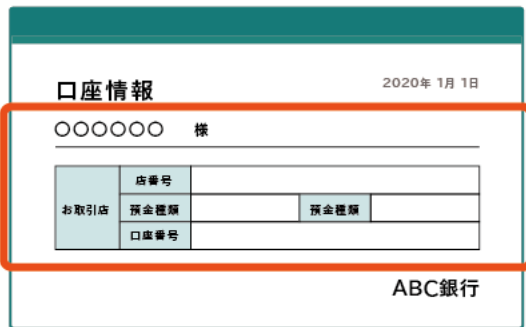 口座情報
2020年 1月 1日
○○○○○○ 様
店番号
お取引店 預金種類 預金種類
口座番号
ABC銀行